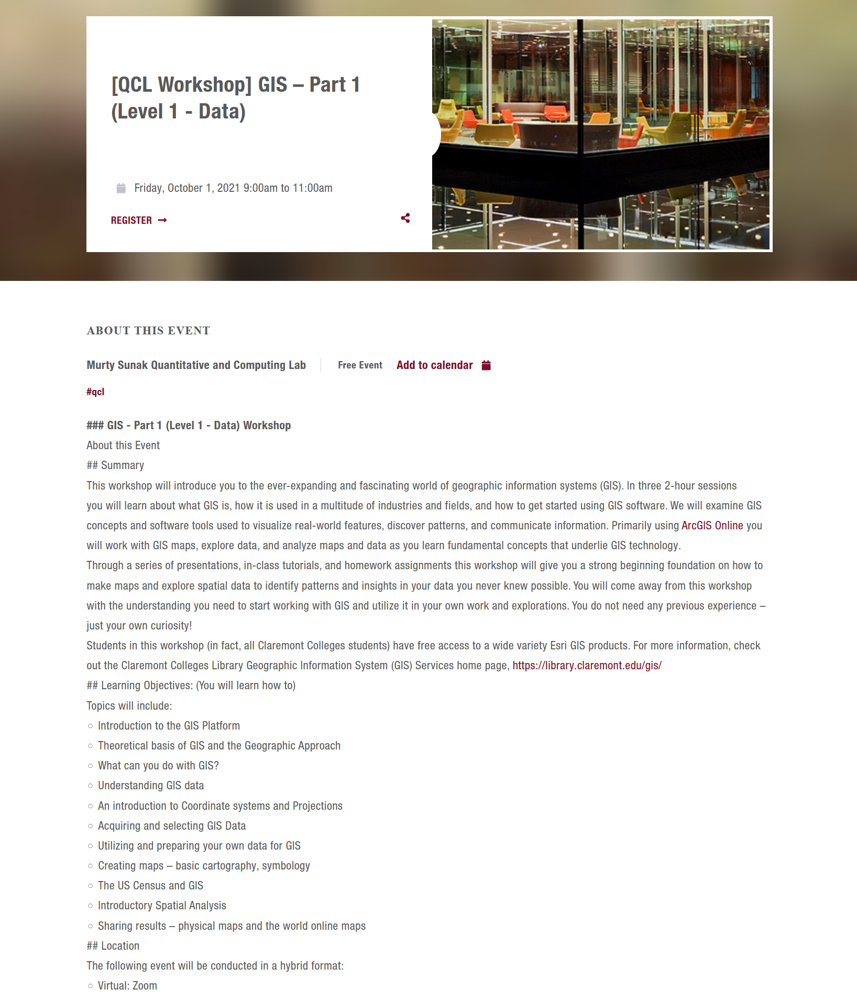 [QCL Workshop] GIS – Part 1
(Level 1 - Data)
Friday, October 1, 2021 9:00am to 11:00am
REGISTER
ABOUT THIS EVENT
Murty Sunak Quantitative and Computing Lab Free Event Add to calendar
#qcl
### GIS - Part 1 (Level 1 - Data) Workshop
About this Event
## Summary
This workshop will introduce you to the ever-expanding and fascinating world of geographic information systems (GIS). In three 2-hour sessions
you will learn about what GIS is, how it is used in a multitude of industries and fields, and how to get started using GIS software. We will examine GIS
concepts and software tools used to visualize real-world features, discover patterns, and communicate information. Primarily using ArcGIS Online you
will work with GIS maps, explore data, and analyze maps and data as you learn fundamental concepts that underlie GIS technology.
Through a series of presentations, in-class tutorials, and homework assignments this workshop will give you a strong beginning foundation on how to
make maps and explore spatial data to identify patterns and insights in your data you never knew possible. You will come away from this workshop
with the understanding you need to start working with GIS and utilize it in your own work and explorations. You do not need any previous experience –
just your own curiosity!
Students in this workshop (in fact, all Claremont Colleges students) have free access to a wide variety Esri GIS products. For more information, check
out the Claremont Colleges Library Geographic Information System (GIS) Services home page, https://library.claremont.edu/gis/
## Learning Objectives: (You will learn how to)
Topics will include:
○ Introduction to the GIS Platform
○ Theoretical basis of GIS and the Geographic Approach
○ What can you do with GIS?
○ Understanding GIS data
○ An introduction to Coordinate systems and Projections
○ Acquiring and selecting GIS Data
○ Utilizing and preparing your own data for GIS
○ Creating maps – basic cartography, symbology
○ The US Census and GIS
○ Introductory Spatial Analysis
○ Sharing results – physical maps and the world online maps
## Location
The following event will be conducted in a hybrid format:
○ Virtual: Zoom